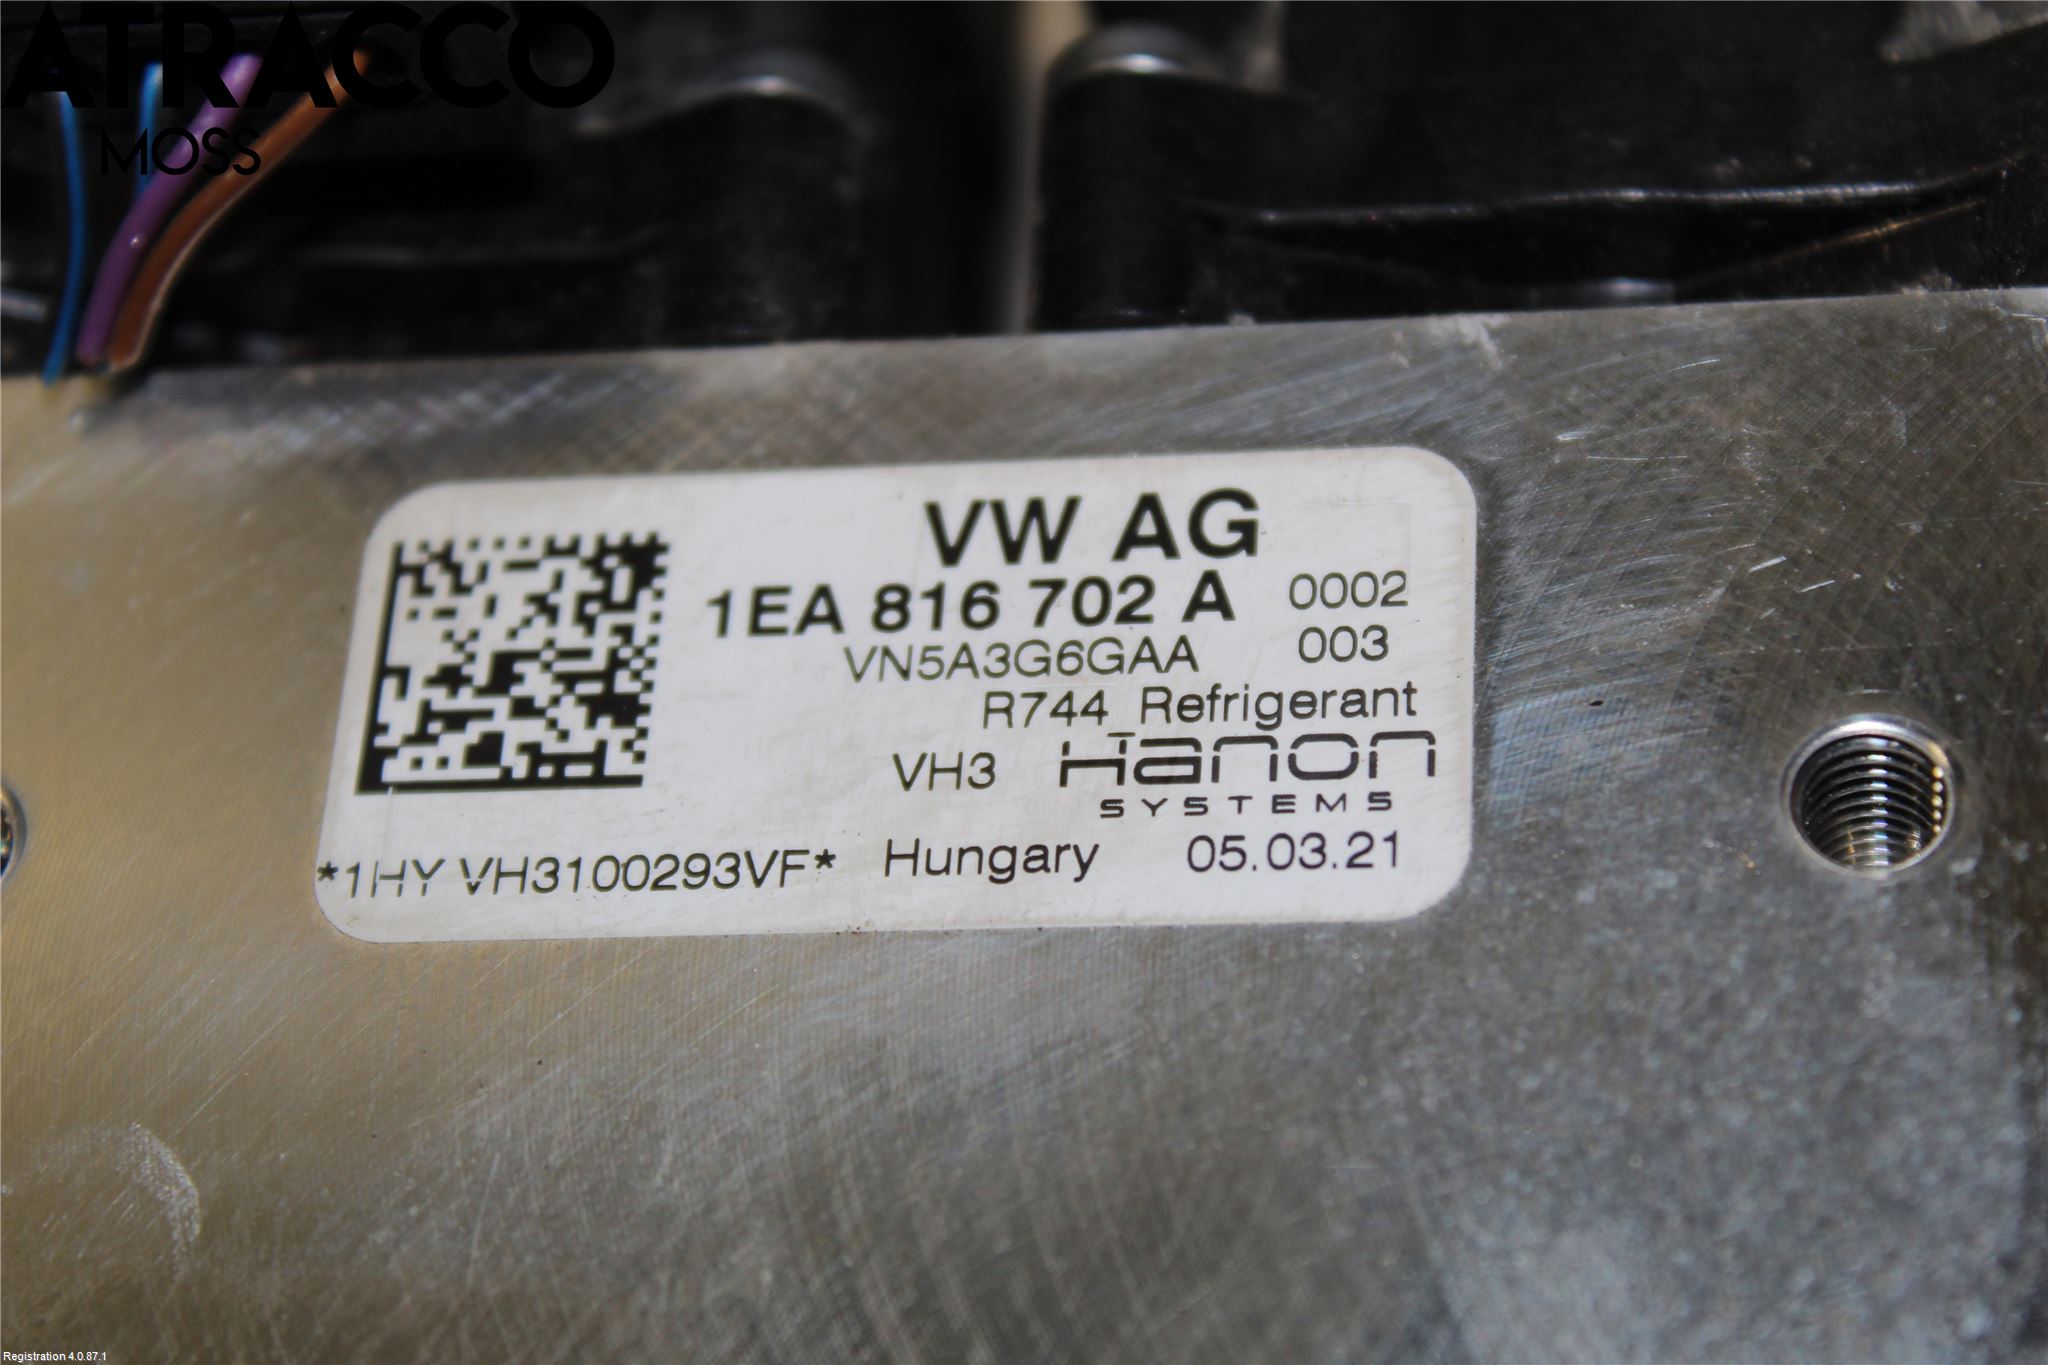 ATRACCO
MOSS
VW AG
1EA 816 702 A 0002
VN5A3G6GAA 003
R744_Refrigerant
VH3 Hanon
SYSTEMS
*1HY VH3100293VF* Hungary 05.03.21
Registration 4.0.87.1